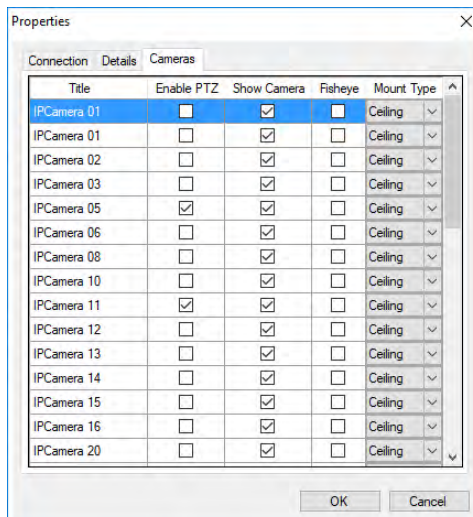 Properties
Connection Details Cameras
Title Enable PTZ Show Camera Fisheye Mount Type
IPCamera 01 Ceiling
IPCamera 01 Ceiling
IPCamera 02 Ceiling
IPCamera 03 Ceiling
IPCamera 05 Ceiling
IPCamera 06 Ceiling
IPCamera 08 Ceiling
IPCamera 10 Ceiling
IPCamera 11 Ceiling
IPCamera 12 Ceiling
IPCamera 13 Ceiling
IPCamera 14 Ceiling
IPCamera 15 Ceiling
IPCamera 16 Ceiling
IPCamera 20 Ceiling
OK Cancel